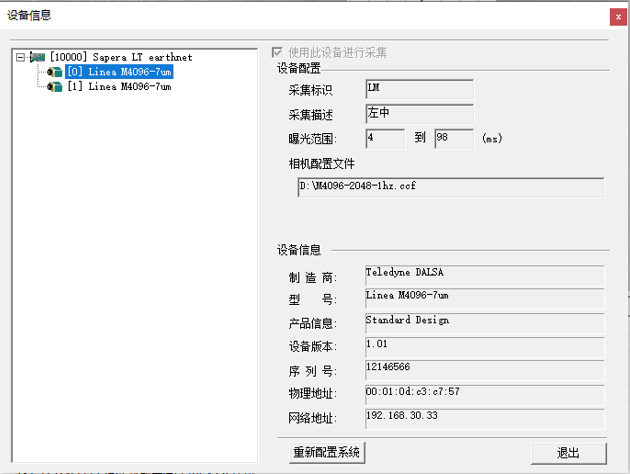 设备信息
[10000] Sapera LT earthnet
[0] Linea M4096-7um
[1] Linea M4096-7um
使用此设备进行采集
设备配置
采集标识 LM
采集描述 左中
曝光范围: 4 到 98 (ms)
相机配置文件
D:\M4096-2048-1hz.ccf
设备信息
制 造 商: Teledyne DALSA
型 号: Linea M4096-7um
产品信息: Standard Design
设备版本: 1.01
序 列 号: 12146566
物理地址: 00:01:0d:c3:c7:57
网络地址: 192.168.30.33
重新配置系统 退出